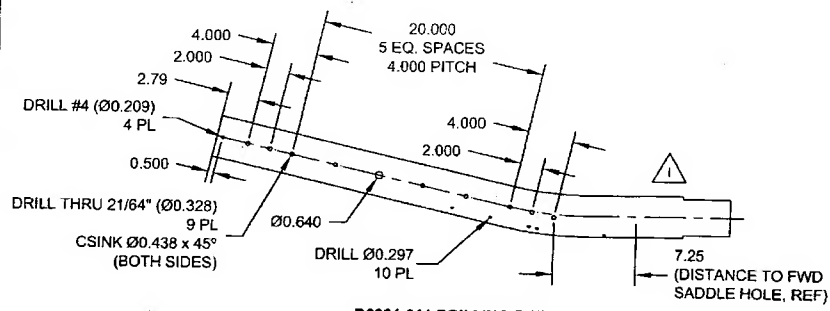 20.000
5 EQ. SPACES
4.000 PITCH
4.000
2.000
2.79
DRILL #4 (Ø0.209)
4 PL
0.500
DRILL THRU 21/64" (Ø0.328)
9 PL
CSINK Ø0.438 x 45°
(BOTH SIDES)
Ø0.640
DRILL Ø0.297
10 PL
4.000
2.000
1
7.25
(DISTANCE TO FWD
SADDLE HOLE, REF)